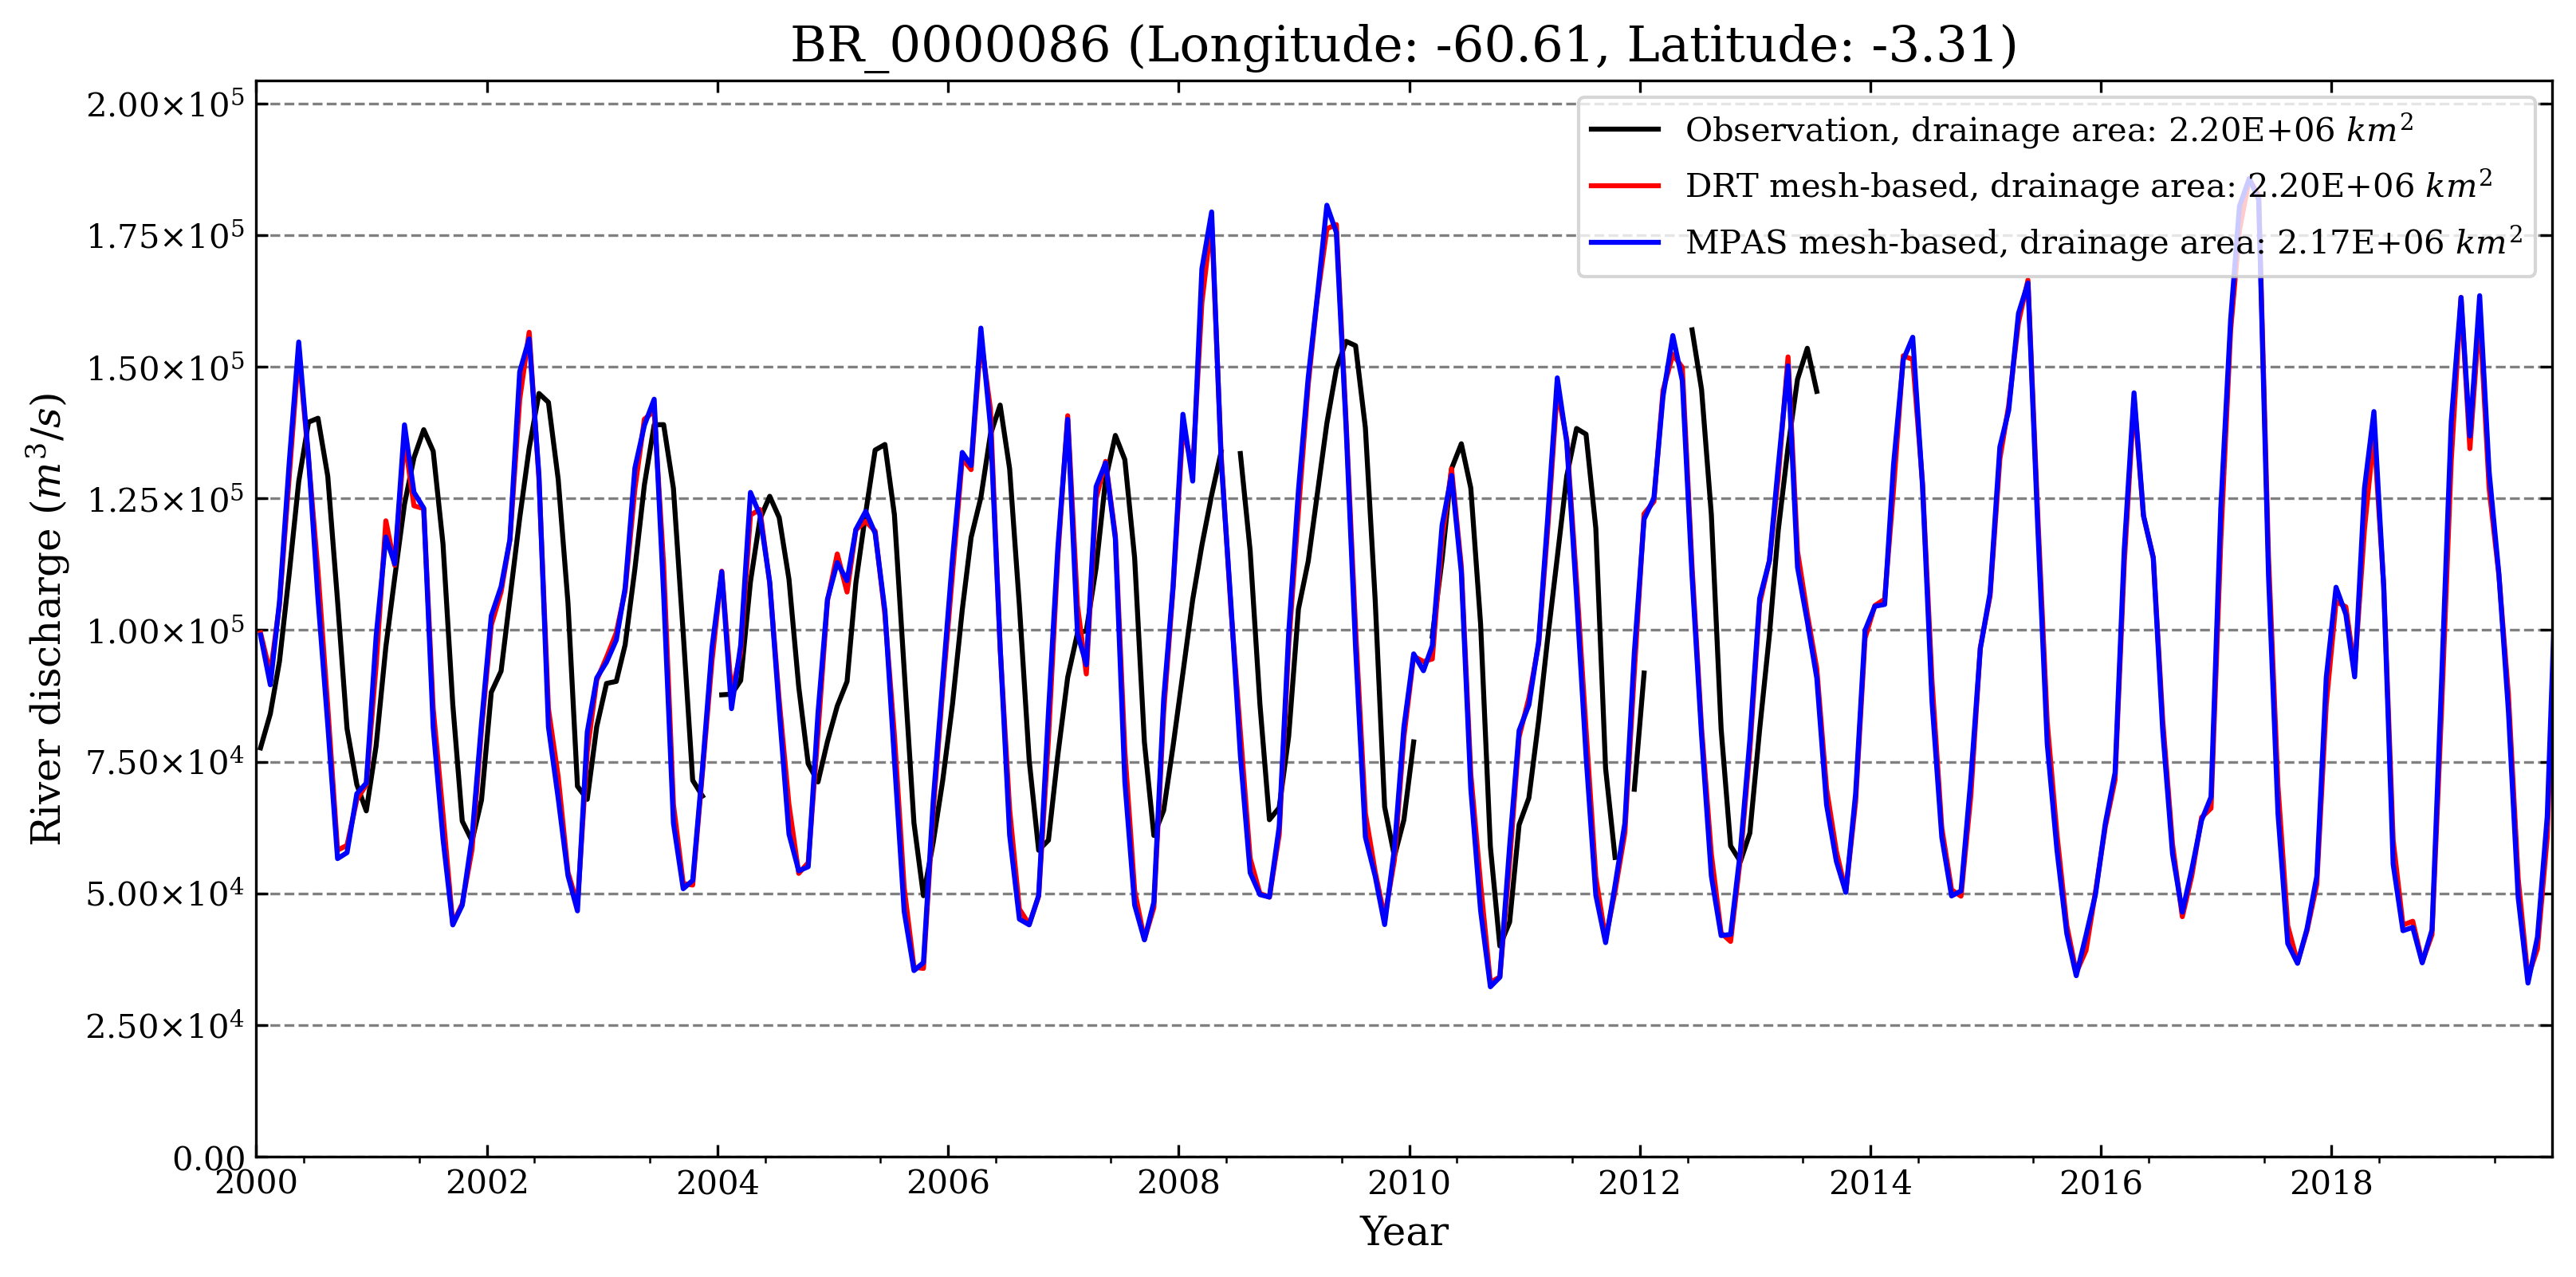 BR_0000086 (Longitude: -60.61, Latitude: -3.31)
2.00×10⁵
1.75×10⁵
1.50×10⁵
1.25×10⁵
1.00×10⁵
7.50×10⁴
5.00×10⁴
2.50×10⁴
0.00
River discharge (m³/s)
Observation, drainage area: 2.20E+06 km²
DRT mesh-based, drainage area: 2.20E+06 km²
MPAS mesh-based, drainage area: 2.17E+06 km²
2000 2002 2004 2006 2008 2010 2012 2014 2016 2018
Year